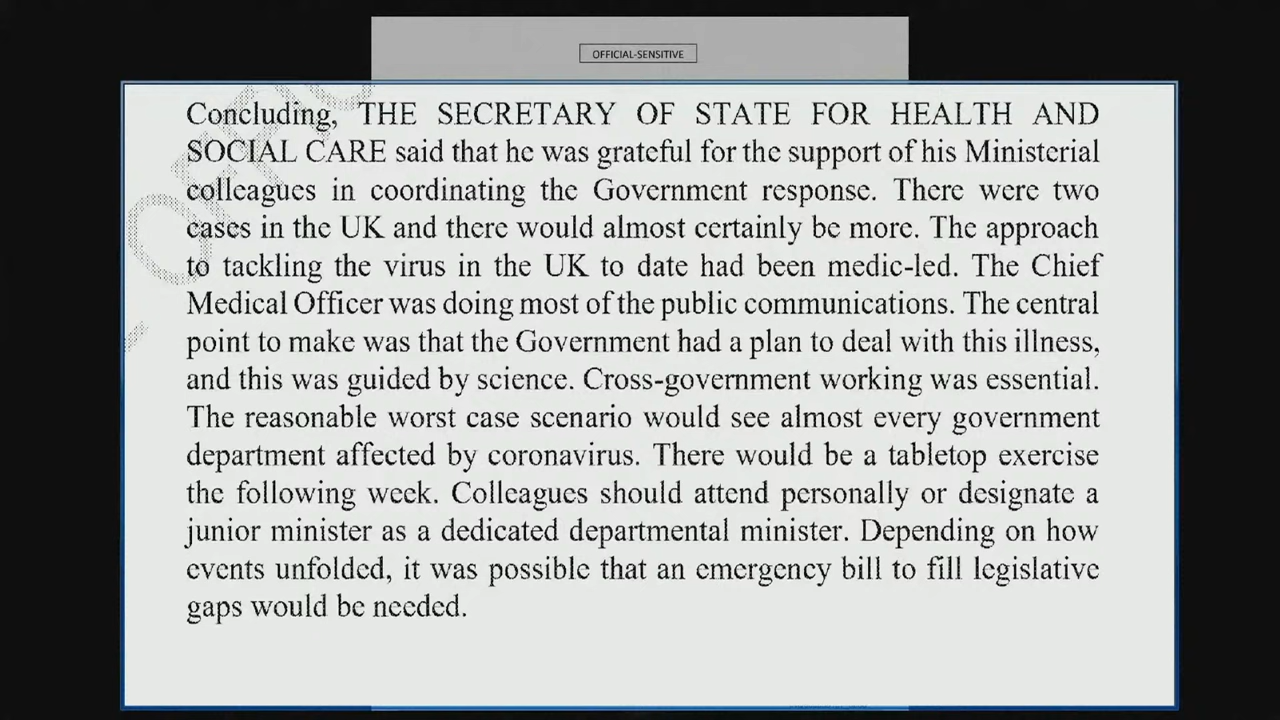 OFFICIAL-SENSITIVE
Concluding, THE SECRETARY OF STATE FOR HEALTH AND
SOCIAL CARE said that he was grateful for the support of his Ministerial
colleagues in coordinating the Government response. There were two
cases in the UK and there would almost certainly be more. The approach
to tackling the virus in the UK to date had been medic-led. The Chief
Medical Officer was doing most of the public communications. The central
point to make was that the Government had a plan to deal with this illness,
and this was guided by science. Cross-government working was essential.
The reasonable worst case scenario would see almost every government
department affected by coronavirus. There would be a tabletop exercise
the following week. Colleagues should attend personally or designate a
junior minister as a dedicated departmental minister. Depending on how
events unfolded, it was possible that an emergency bill to fill legislative
gaps would be needed.